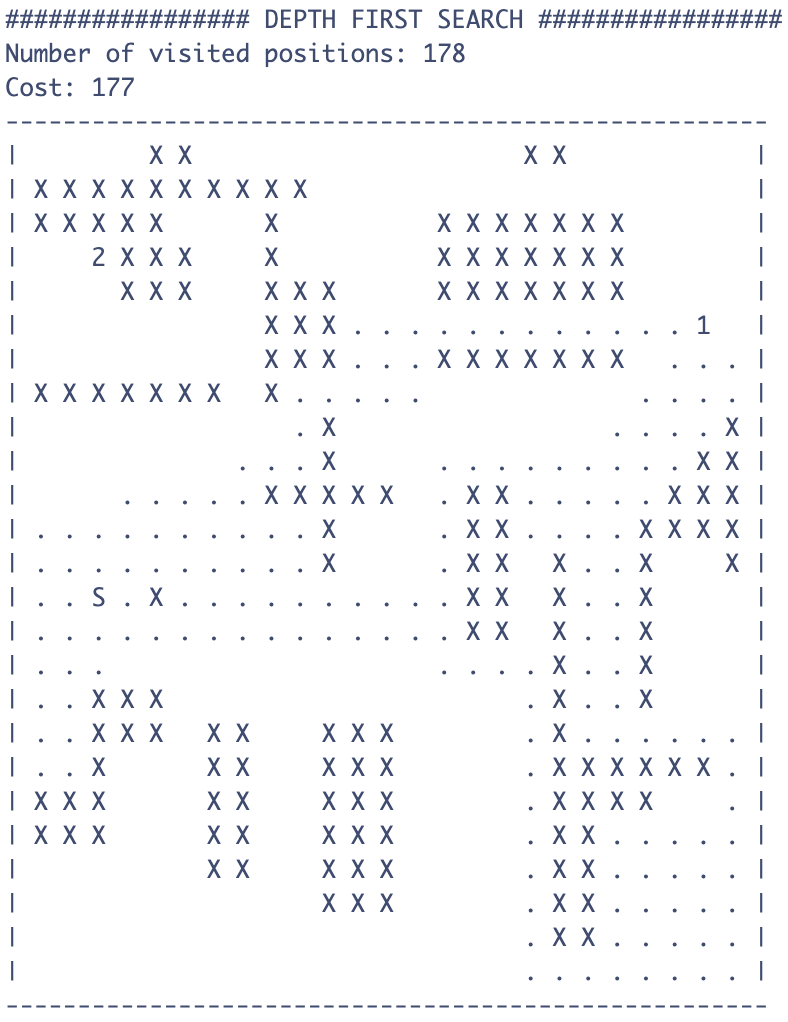 ################# DEPTH FIRST SEARCH #################
Number of visited positions: 178
Cost: 177
-----------------------------------------------------
|         X X                       X X             |
| X X X X X X X X X X                               |
| X X X X X       X           X X X X X X X         |
|     2 X X X     X           X X X X X X X         |
|       X X X     X X X       X X X X X X X         |
|                 X X X . . . . . . . . . . . . 1   |
|                 X X X . . . X X X X X X X   . . . |
| X X X X X X X   X . . . . .               . . . . |
|                   . X                   . . . . X |
|               . . . X       . . . . . . . . . X X |
|       . . . . . X X X X X   . X X . . . . . X X X |
| . . . . . . . . . . X       . X X . . . . X X X X |
| . . . . . . . . . . X       . X X   X . . X     X |
| . . S . X . . . . . . . . . . X X   X . . X       |
| . . . . . . . . . . . . . . . X X   X . . X       |
| . . .                       . . . . X . . X       |
| . . X X X                         . X . . X       |
| . . X X X   X X     X X X         . X . . . . . . |
| . . X       X X     X X X         . X X X X X X . |
| X X X       X X     X X X         . X X X X     . |
| X X X       X X     X X X         . X X . . . . . |
|             X X     X X X         . X X . . . . . |
|                     X X X         . X X . . . . . |
|                                   . X X . . . . . |
|                                   . . . . . . . . |
-----------------------------------------------------